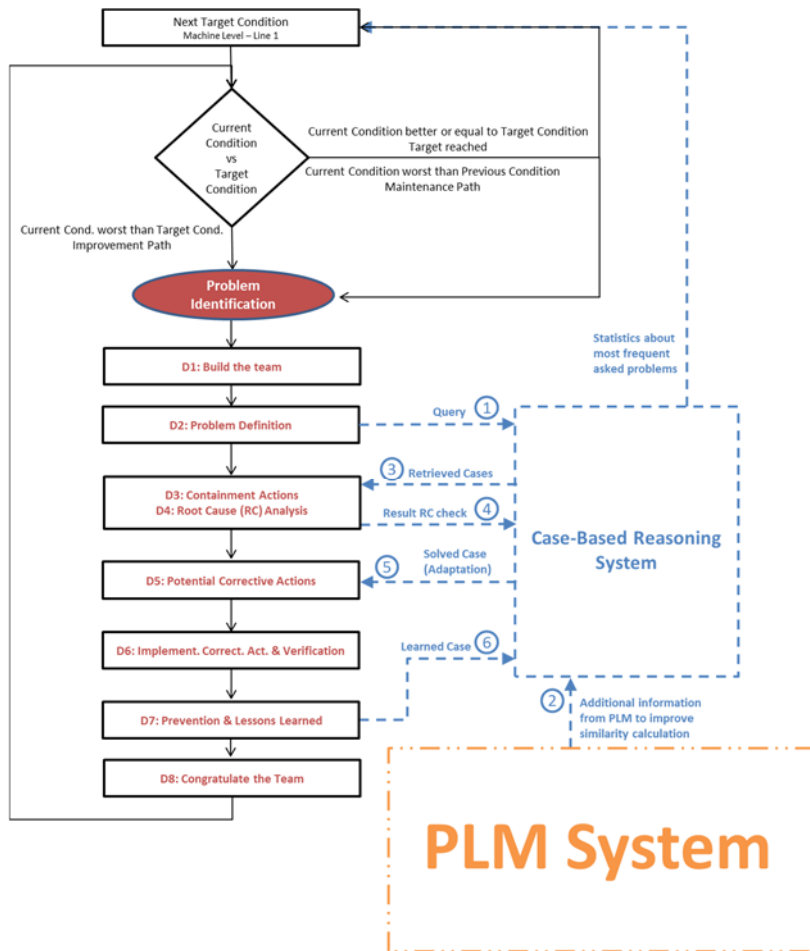 Next Target Condition
Machine Level – Line 1
Current
Condition
vs
Target
Condition
Current Condition better or equal to Target Condition
Target reached
Current Condition worst than Previous Condition
Maintenance Path
Current Cond. worst than Target Cond.
Improvement Path
Problem
Identification
Statistics about
most frequent
asked problems
D1: Build the team
D2: Problem Definition
Query
1
3
Retrieved Cases
D3: Containment Actions
D4: Root Cause (RC) Analysis
Result RC check
4
Case-Based Reasoning
System
Solved Case
(Adaptation)
5
D5: Potential Corrective Actions
D6: Implement. Correct. Act. & Verification
Learned Case
6
D7: Prevention & Lessons Learned
2
Additional information
from PLM to improve
similarity calculation
D8: Congratulate the Team
PLM System